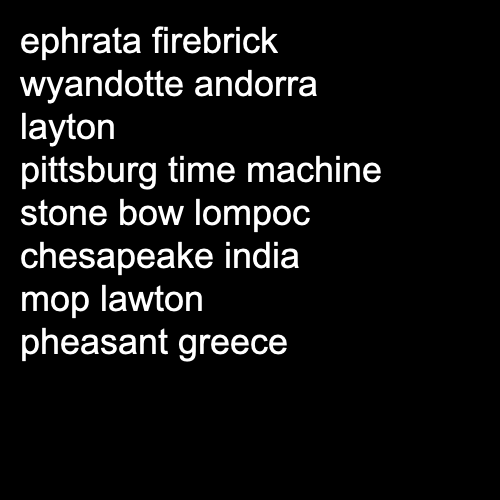 ephrata firebrick
wyandotte andorra
layton
pittsburg time machine
stone bow lompoc
chesapeake india
mop lawton
pheasant greece